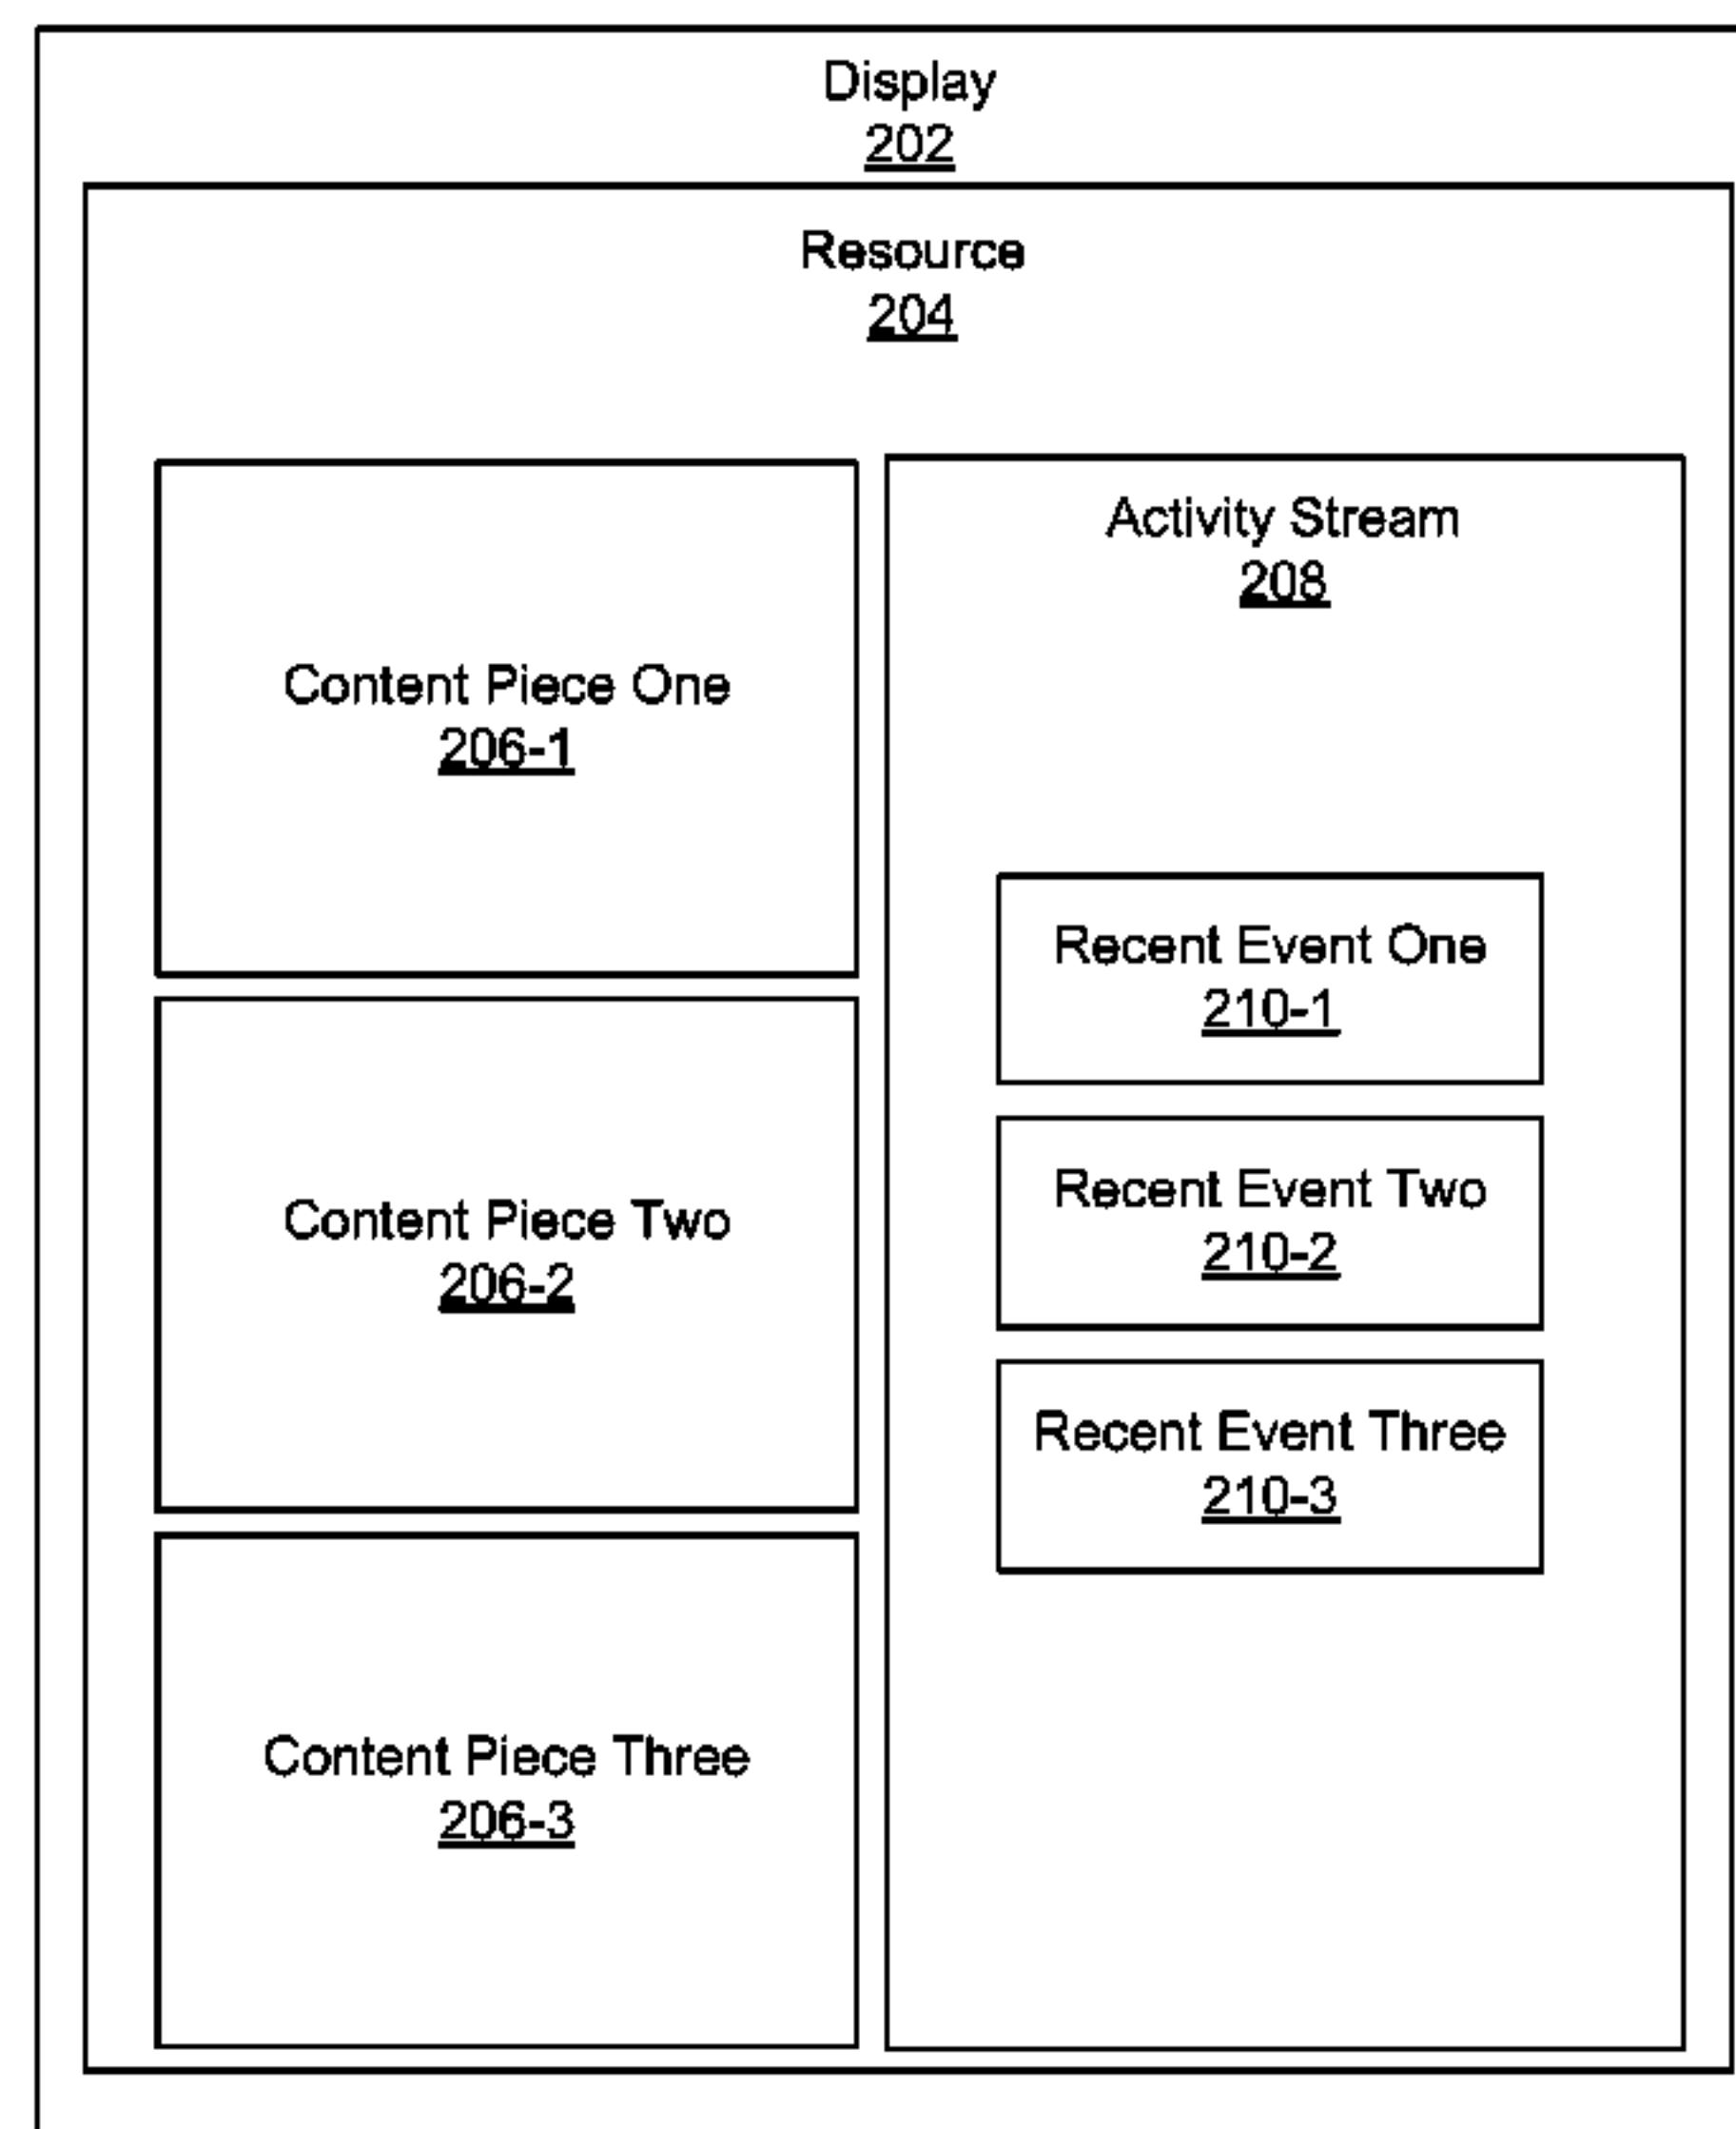 Display
202
Resource
204
Content Piece One
206-1
Content Piece Two
206-2
Content Piece Three
206-3
Activity Stream
208
Recent Event One
210-1
Recent Event Two
210-2
Recent Event Three
210-3